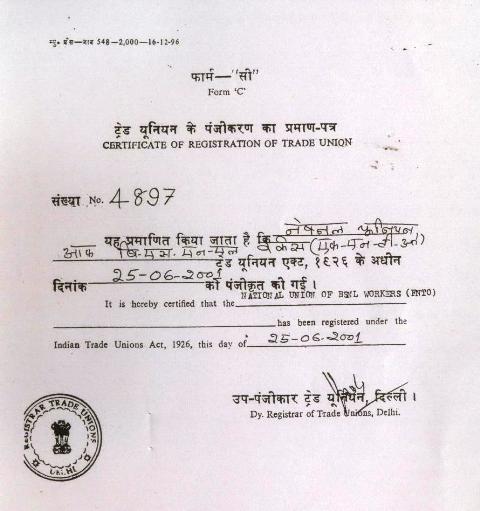 मु० प्रेस—नाव 548—2,000—16-12-96
फार्म—"सी"
Form 'C'
ट्रेड यूनियन के पंजीकरण का प्रमाण-पत्र
CERTIFICATE OF REGISTRATION OF TRADE UNION
संख्या No. 4897
यह प्रमाणित किया जाता है कि नेशनल यूनियन
आफ बि.एस.एन.एल वर्कर्स (एफ.एन.टी.ओ)
ट्रेड यूनियन एक्ट, १९२६ के अधीन
दिनांक 25-06-2001 को पंजीकृत की गई ।
It is hereby certified that the NATIONAL UNION OF BSNL WORKERS (FNTO)
has been registered under the
Indian Trade Unions Act, 1926, this day of 25-06-2001
उप-पंजीकार ट्रेड यूनियन, दिल्ली ।
Dy. Registrar of Trade Unions, Delhi.
REGISTRAR TRADE UNIONS
DELHI